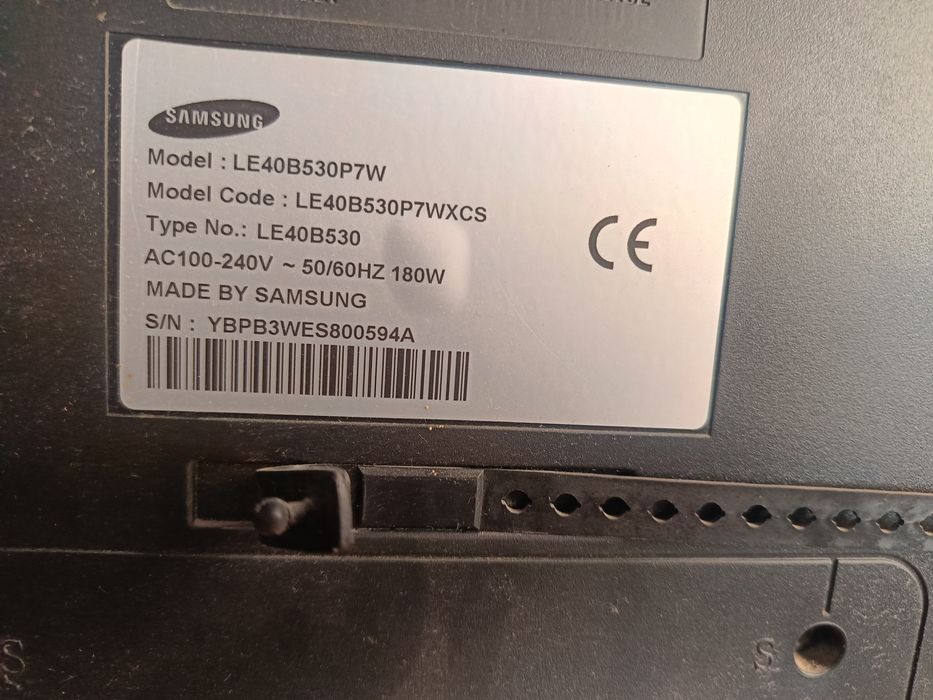 SAMSUNG
Model : LE40B530P7W
Model Code : LE40B530P7WXCS
Type No.: LE40B530
AC100-240V ~ 50/60HZ 180W
MADE BY SAMSUNG
S/N : YBPB3WES800594A
CE
S
S